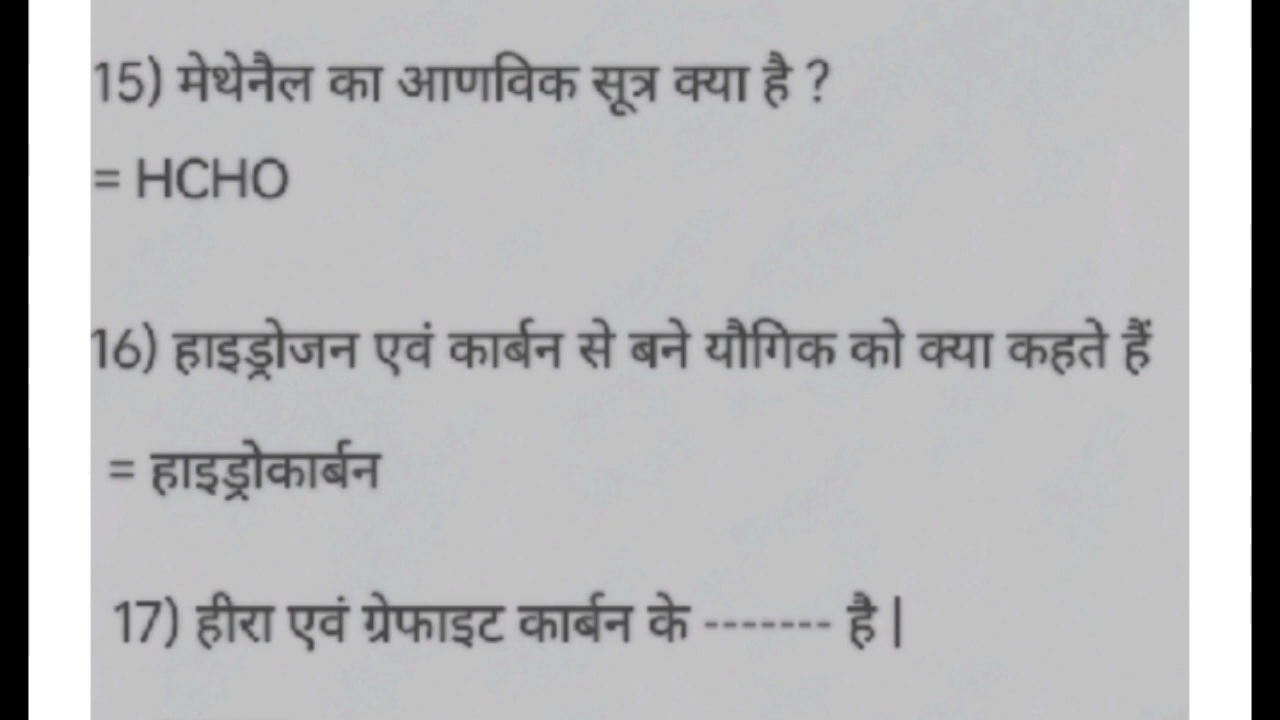 15) मेथेनैल का आणविक सूत्र क्या है ?
= HCHO
16) हाइड्रोजन एवं कार्बन से बने यौगिक को क्या कहते हैं
= हाइड्रोकार्बन
17) हीरा एवं ग्रेफाइट कार्बन के ------- है |